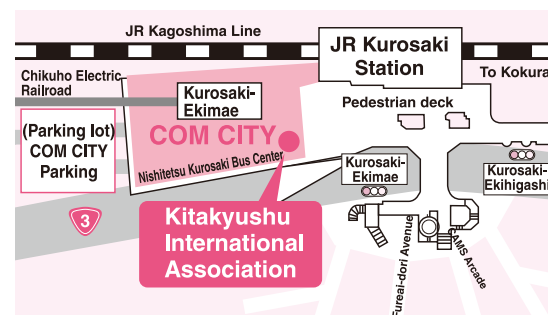 JR Kagoshima Line
JR Kurosaki
Station
To Kokura
Chikuho Electric
Railroad
Kurosaki-
Ekimae
Pedestrian deck
(Parking lot)
COM CITY
Parking
COM CITY
Nishitetsu Kurosaki Bus Center
Kurosaki-
Ekimae
Kurosaki-
Ekihigashi
3
Kitakyushu
International
Association
Fureai-dori Avenue
CAMS Arcade